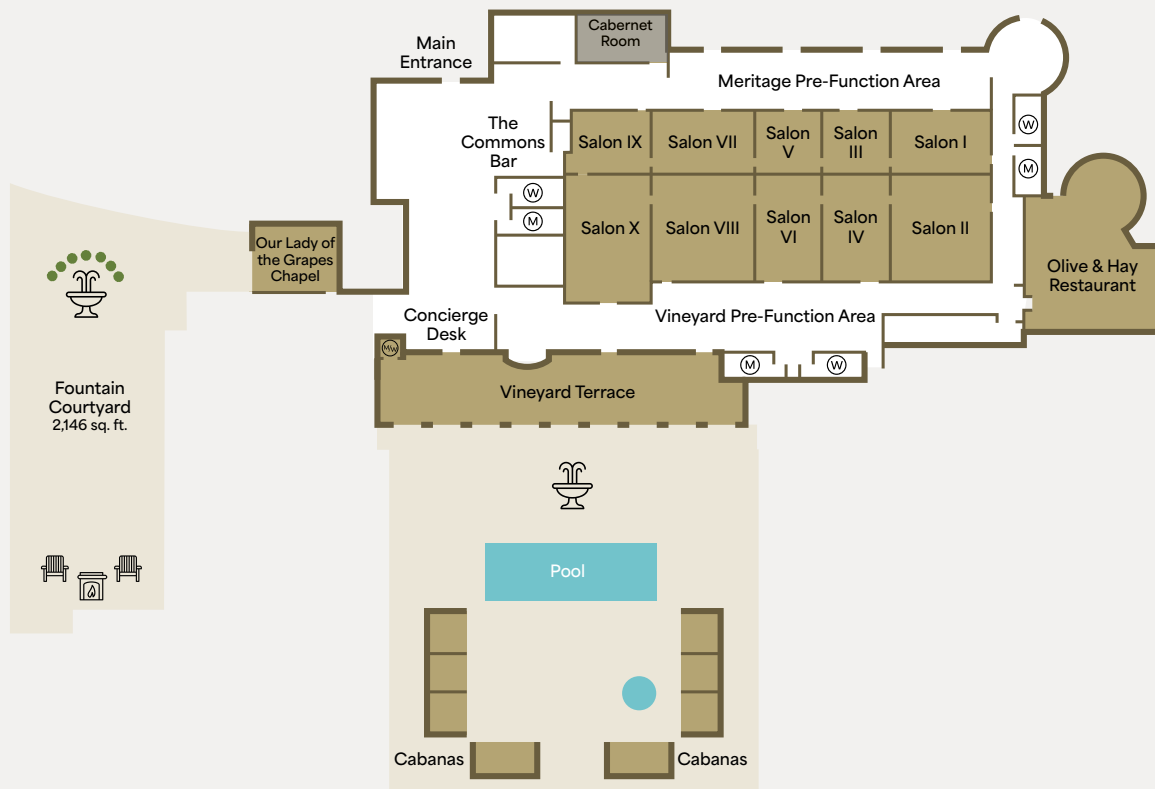 Cabernet
Room
Main
Entrance
Meritage Pre-Function Area
The
Commons
Bar
Salon IX
Salon VII
Salon
V
Salon
III
Salon I
W
M
W
M
Salon X
Salon VIII
Salon
VI
Salon
IV
Salon II
Our Lady of
the Grapes
Chapel
Olive & Hay
Restaurant
Concierge
Desk
Vineyard Pre-Function Area
M/W
M
W
Fountain
Courtyard
2,146 sq. ft.
Vineyard Terrace
Pool
Cabanas
Cabanas